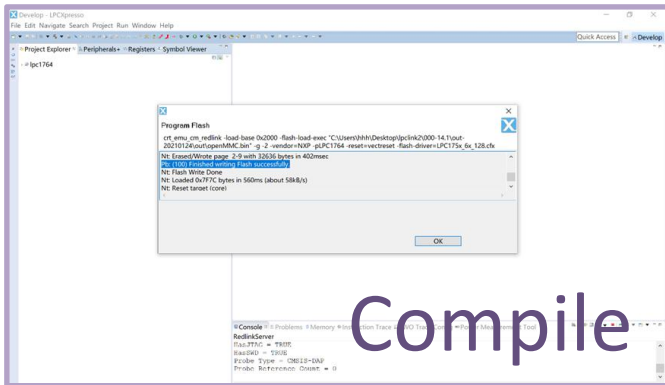 Develop - LPCXpresso
File Edit Navigate Search Project Run Window Help
Quick Access
Develop
Project Explorer Peripherals+ Registers Symbol Viewer
lpc1764
Program Flash
crt_emu_cm_redlink -load-base 0x2000 -flash-load-exec "C:\Users\hhh\Desktop\lpclink2\000-14.1\out-
20210124\out\openMMC.bin" -g -2 -vendor=NXP -pLPC1764 -reset=vectreset -flash-driver=LPC175x_6x_128.cfx
Nt: Erased/Wrote page 2-9 with 32636 bytes in 402msec
Pb: (100) Finished writing Flash successfully.
Nt: Flash Write Done
Nt: Loaded 0x7F7C bytes in 560ms (about 58kB/s)
Nt: Reset target (core)
OK
Console Problems Memory
RedlinkServer
HasJTAG = TRUE
HasSWD = TRUE
Probe Type = CMSIS-DAP
Probe Reference Count = 0
Compile